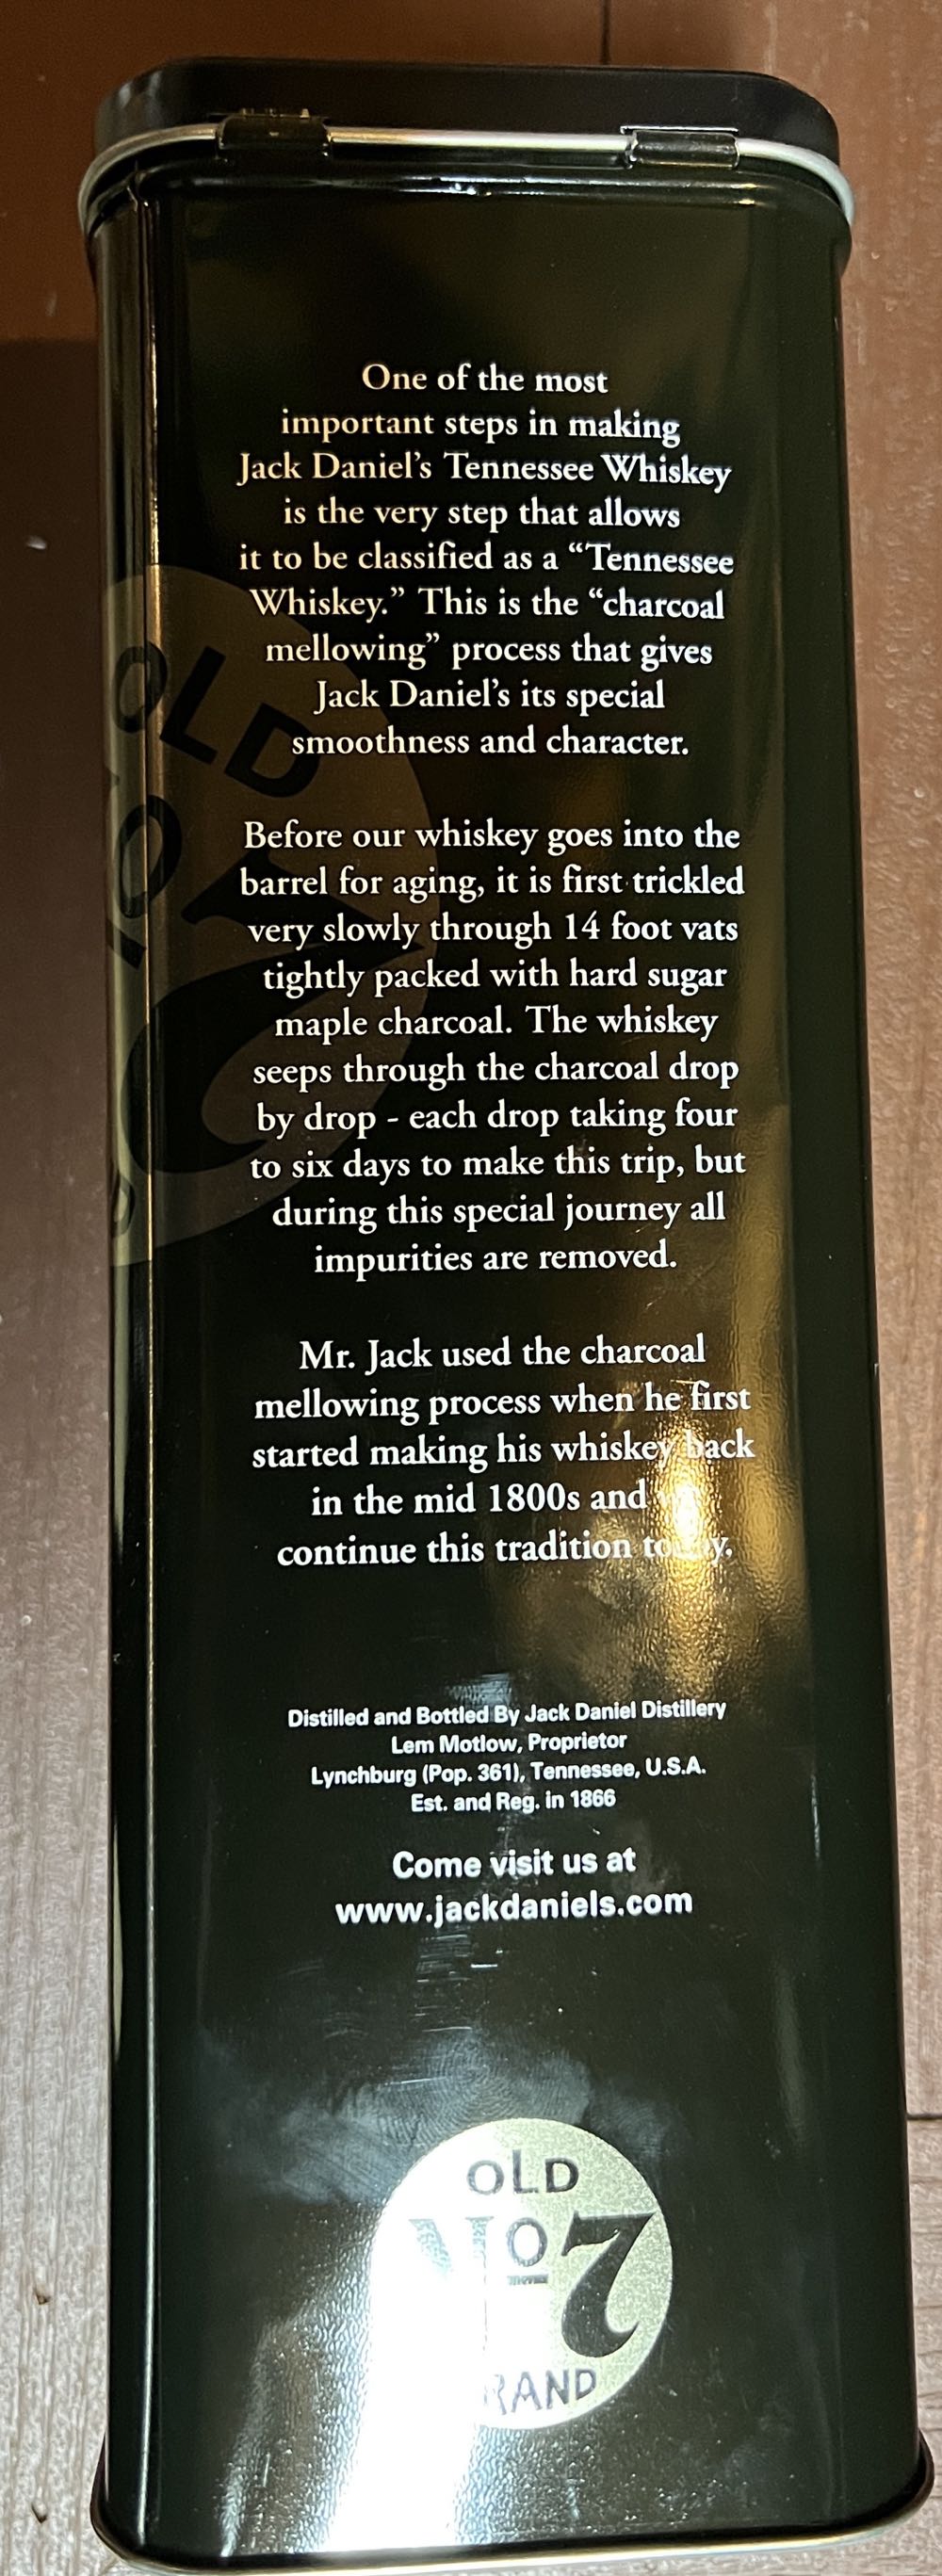 One of the most
important steps in making
Jack Daniel's Tennessee Whiskey
is the very step that allows
it to be classified as a “Tennessee
Whiskey.” This is the “charcoal
mellowing” process that gives
Jack Daniel's its special
smoothness and character.
Before our whiskey goes into the
barrel for aging, it is first trickled
very slowly through 14 foot vats
tightly packed with hard sugar
maple charcoal. The whiskey
seeps through the charcoal drop
by drop - each drop taking four
to six days to make this trip, but
during this special journey all
impurities are removed.
Mr. Jack used the charcoal
mellowing process when he first
started making his whiskey back
in the mid 1800s and
continue this tradition today.
Distilled and Bottled By Jack Daniel Distillery
Lem Motlow, Proprietor
Lynchburg (Pop. 361), Tennessee, U.S.A.
Est. and Reg. in 1866
Come visit us at
www.jackdaniels.com
OLD
No 7
BRAND
OLD